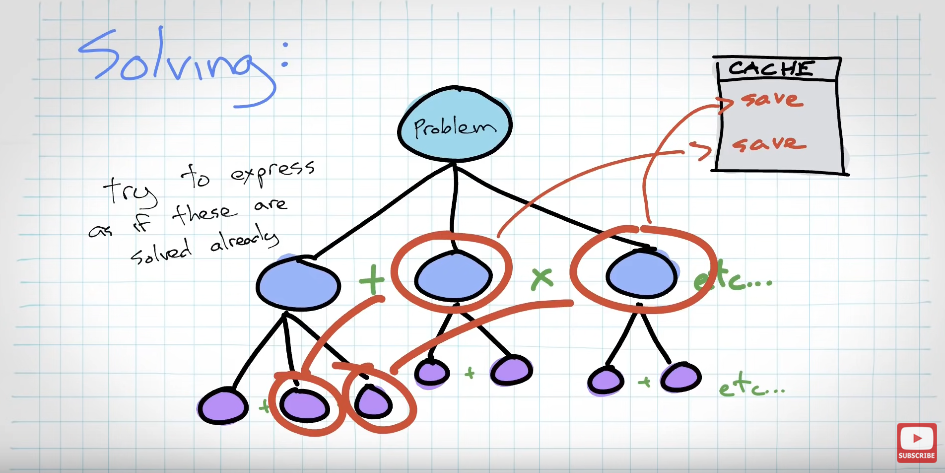 Solving:
CACHE
save
save
Problem
try to express
as if these are
solved already
+
x
etc...
+
+
+
etc...
SUBSCRIBE